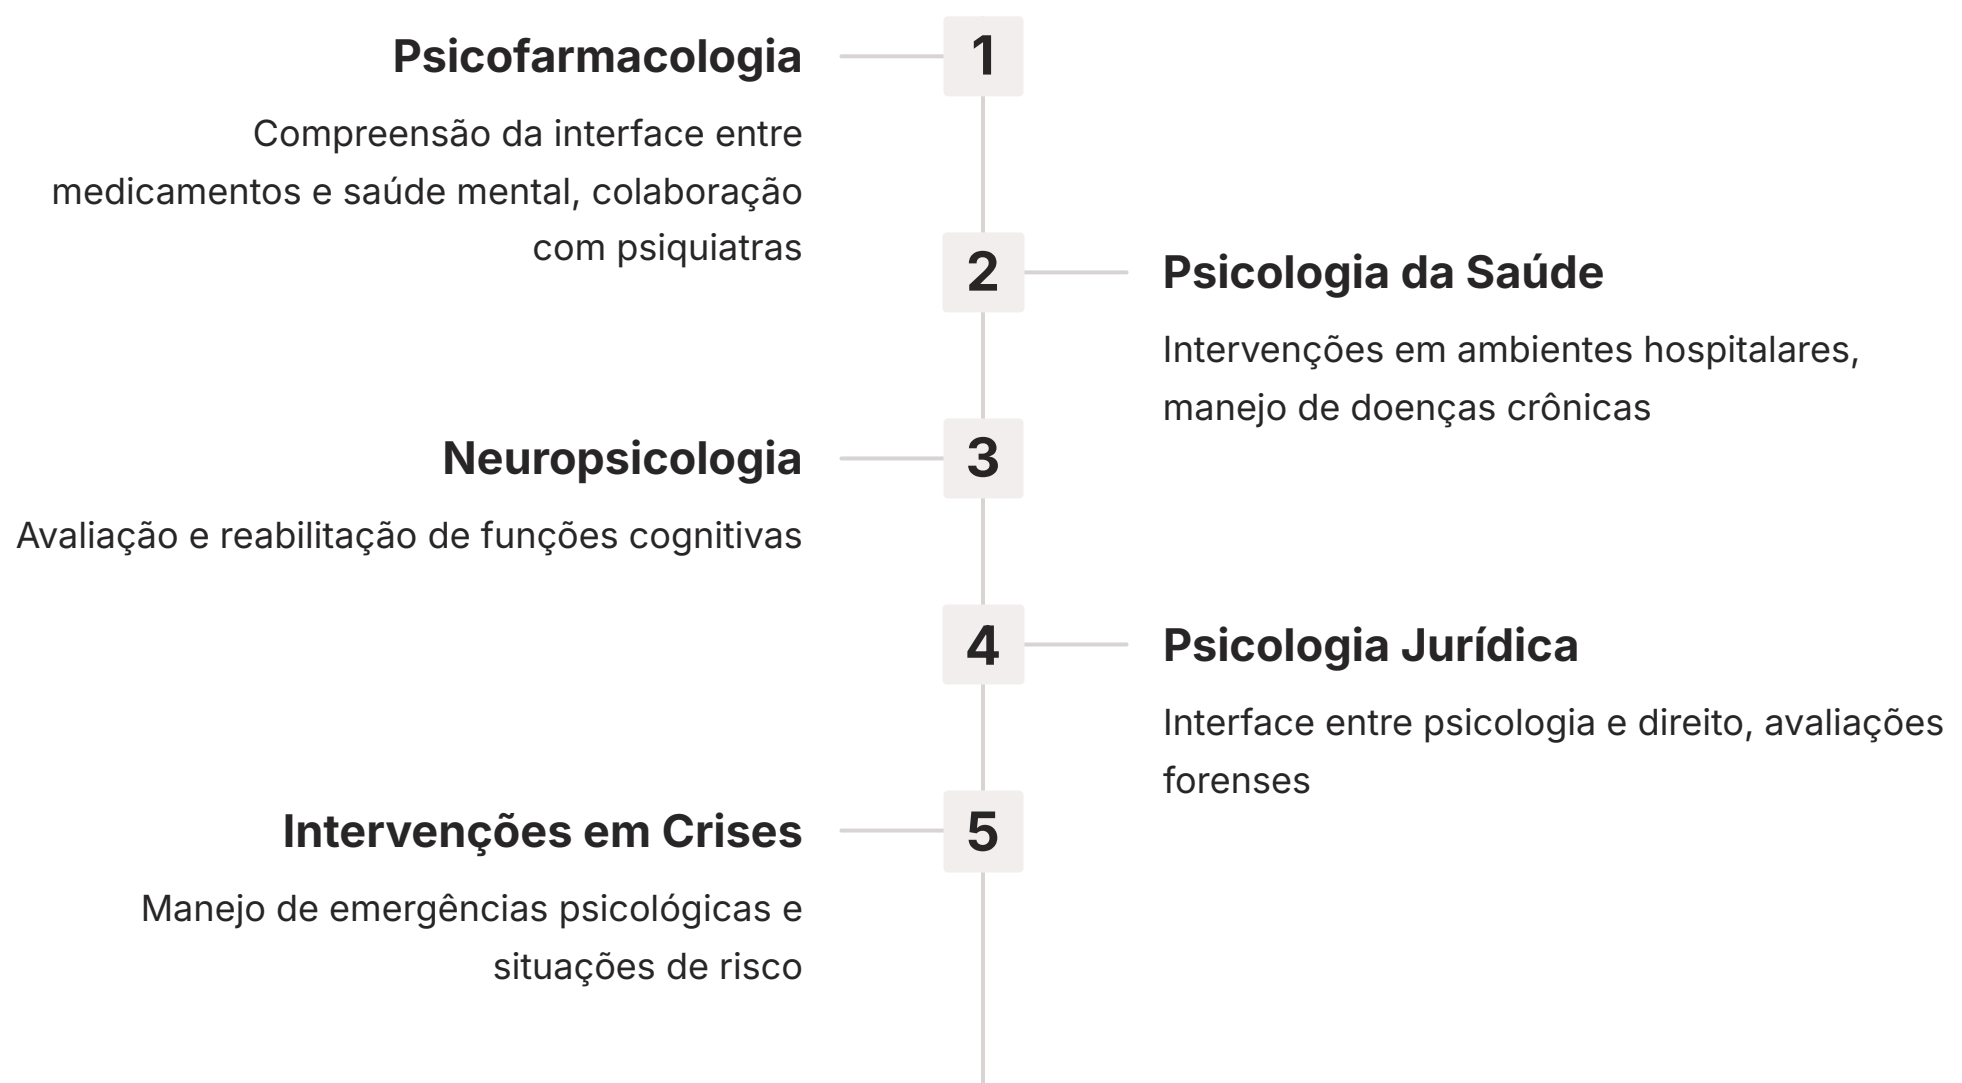 Psicofarmacologia
1
Compreensão da interface entre
medicamentos e saúde mental, colaboração
com psiquiatras
2
Psicologia da Saúde
Intervenções em ambientes hospitalares,
manejo de doenças crônicas
Neuropsicologia
3
Avaliação e reabilitação de funções cognitivas
4
Psicologia Jurídica
Interface entre psicologia e direito, avaliações
forenses
Intervenções em Crises
5
Manejo de emergências psicológicas e
situações de risco